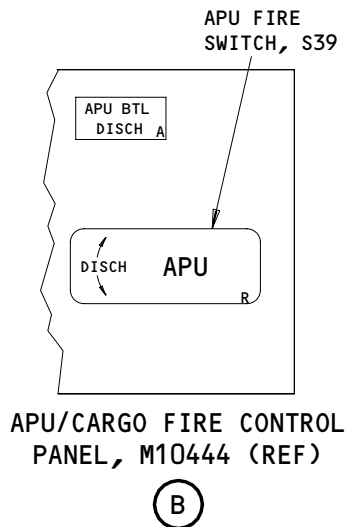 APU FIRE
SWITCH, S39
APU BTL
DISCH A
DISCH APU
R
APU/CARGO FIRE CONTROL
PANEL, M10444 (REF)
B